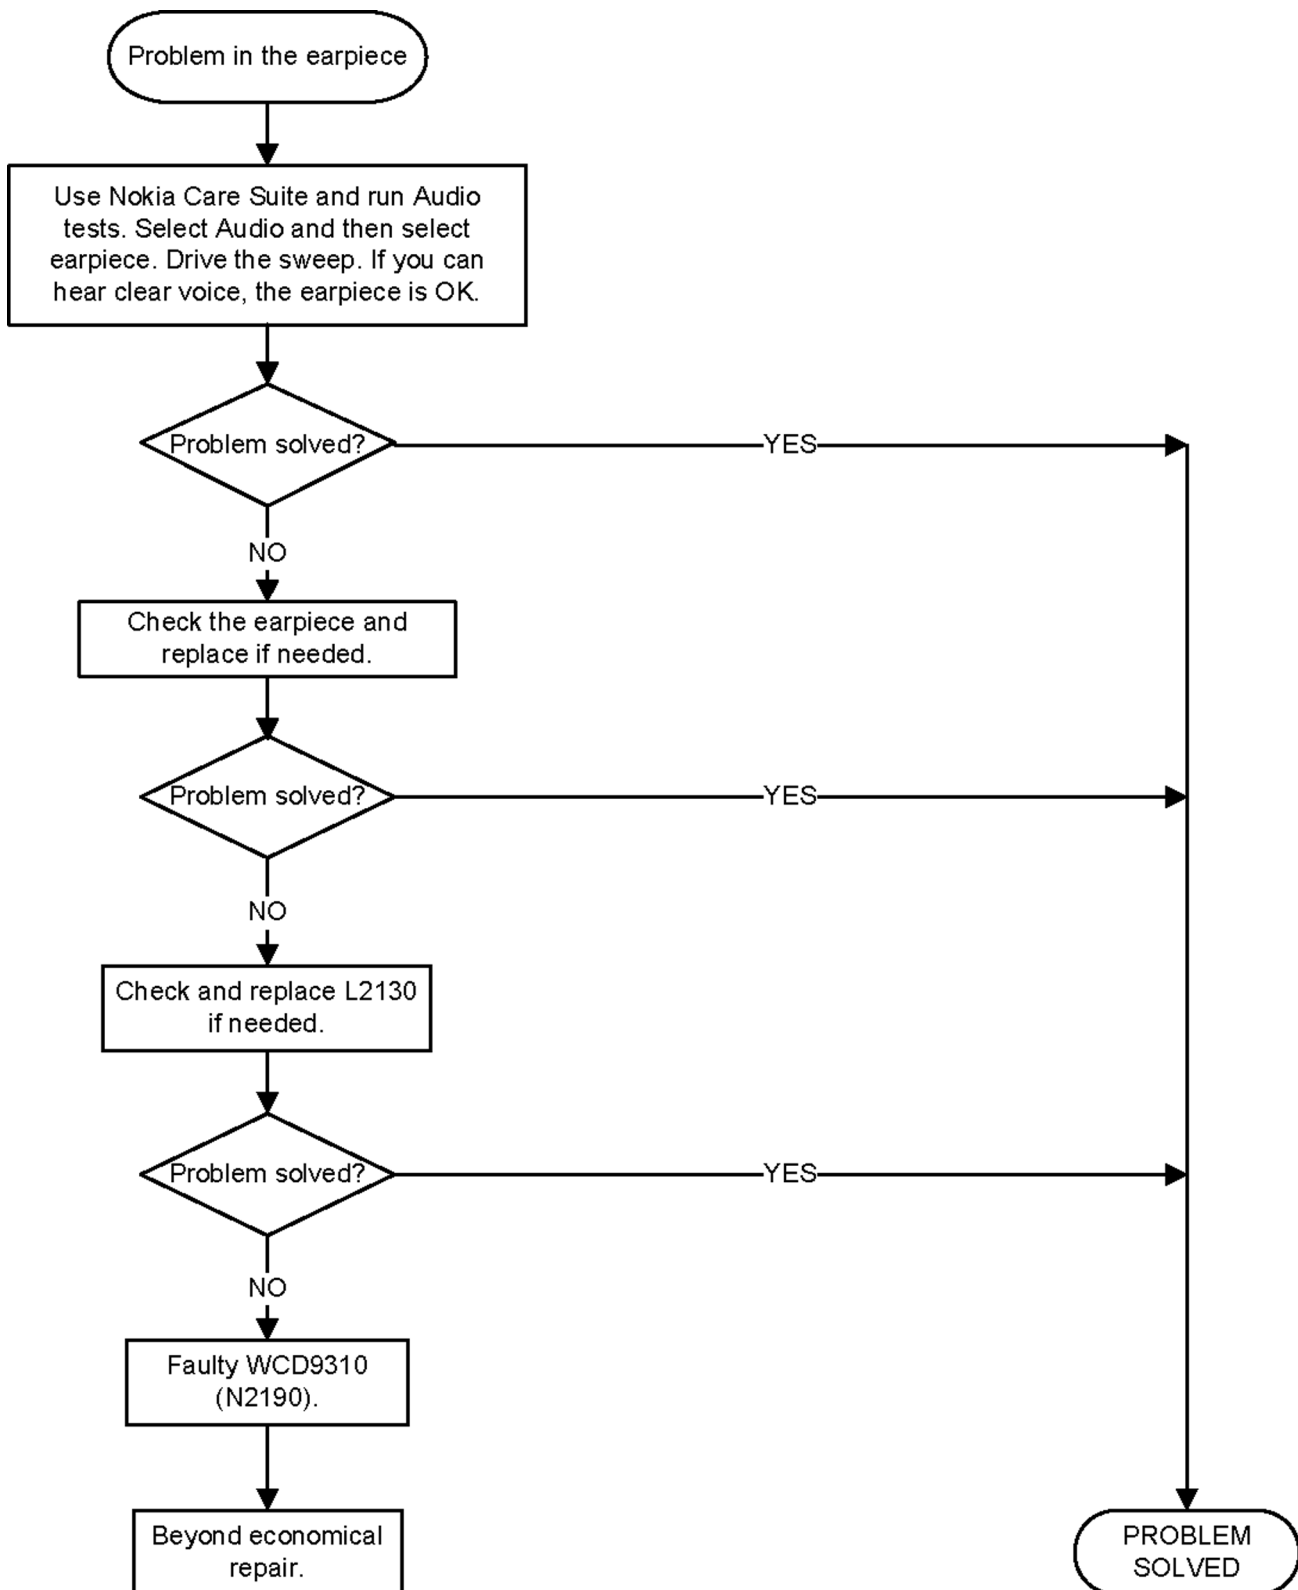 Problem in the earpiece
Use Nokia Care Suite and run Audio
tests. Select Audio and then select
earpiece. Drive the sweep. If you can
hear clear voice, the earpiece is OK.
Problem solved?
YES
NO
Check the earpiece and
replace if needed.
Problem solved?
YES
NO
Check and replace L2130
if needed.
Problem solved?
YES
NO
Faulty WCD9310
(N2190).
Beyond economical
repair.
PROBLEM
SOLVED